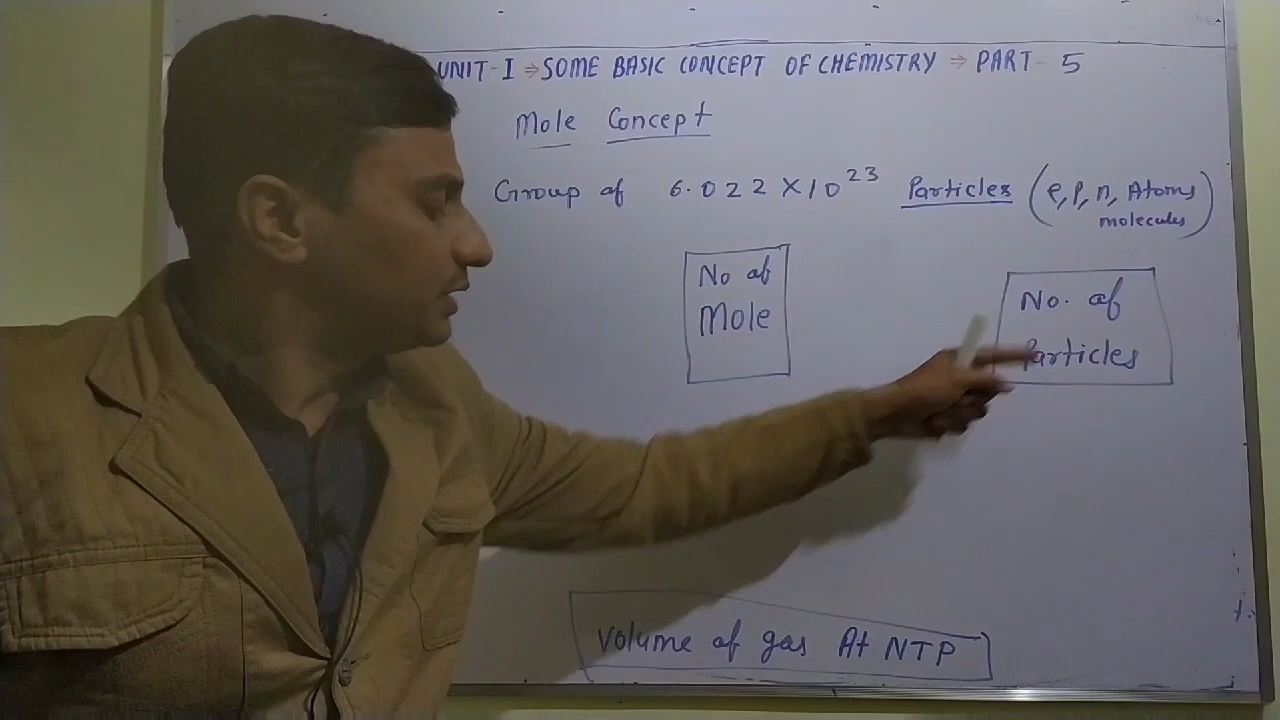 UNIT-I ⇒ SOME BASIC CONCEPT OF CHEMISTRY ⇒ PART - 5
Mole Concept
Group of 6.022 X 10²³ Particles (e, p, n, Atoms
molecules)
No of
Mole
No. of
Particles
Volume of gas At NTP